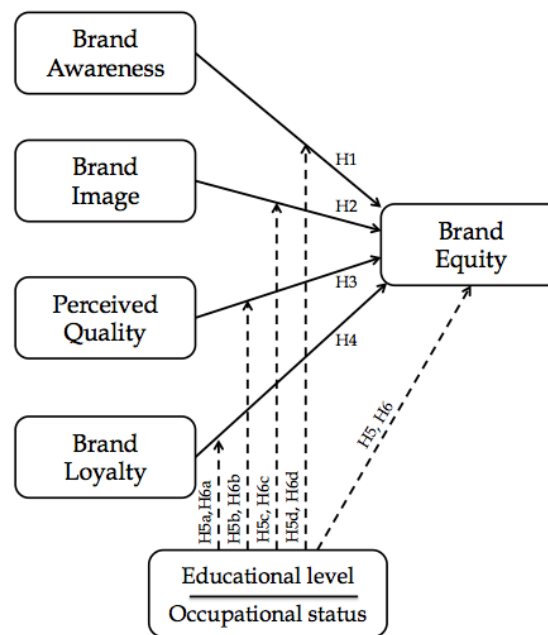 Brand
Awareness
H1
Brand
Image
H2
Brand
Equity
Perceived
Quality
H3
H4
Brand
Loyalty
H5a,H6a
H5b, H6b
H5c, H6c
H5d, H6d
H5, H6
Educational level
Occupational status